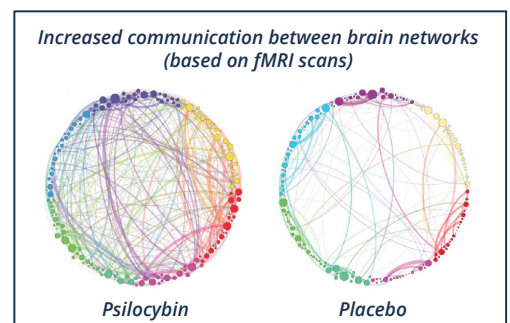 Increased communication between brain networks
(based on fMRI scans)
Psilocybin Placebo